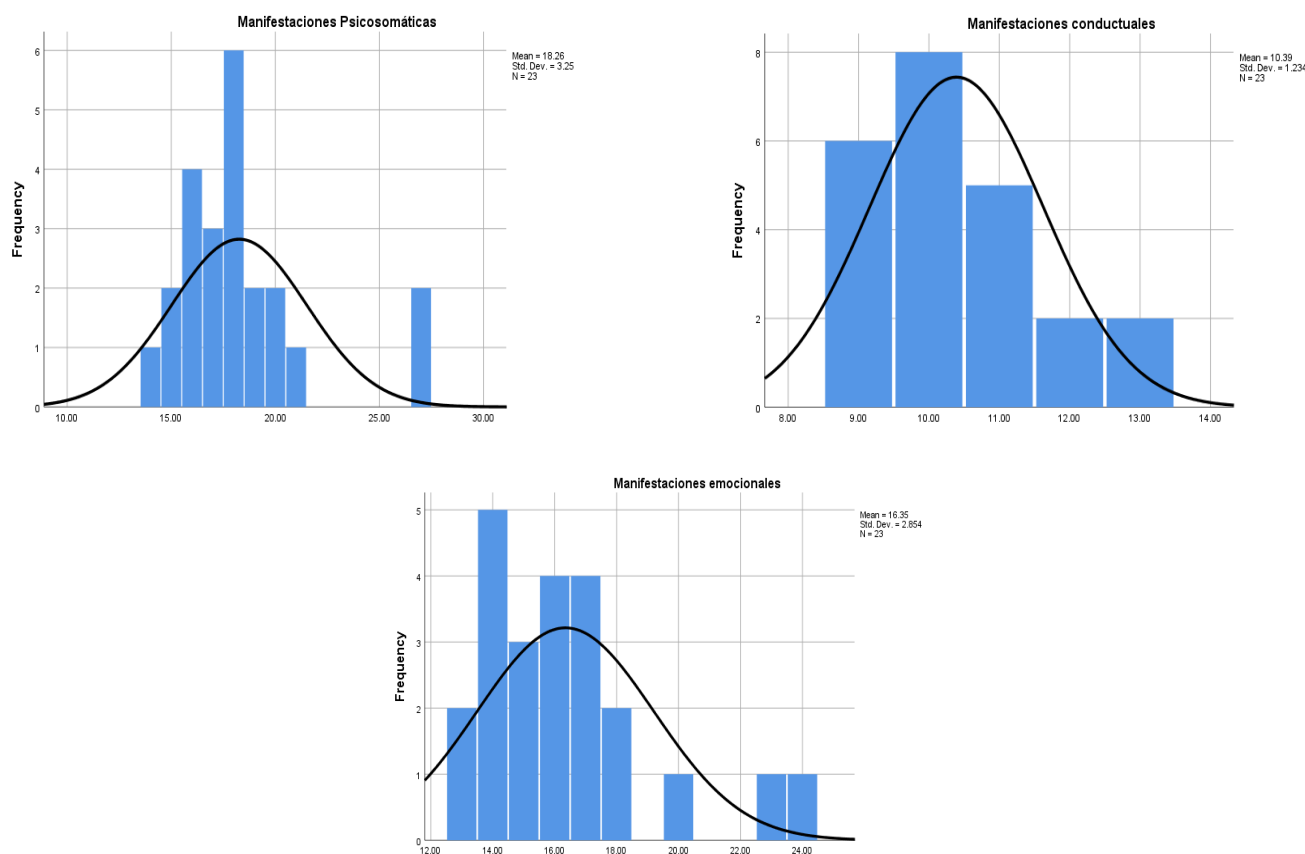 Manifestaciones Psicosomáticas
Mean = 18.26
Std. Dev. = 3.25
N = 23
Frequency
6
5
4
3
2
1
0
10.00 15.00 20.00 25.00 30.00
Manifestaciones conductuales
Mean = 10.39
Std. Dev. = 1.234
N = 23
Frequency
8
6
4
2
0
8.00 9.00 10.00 11.00 12.00 13.00 14.00
Manifestaciones emocionales
Mean = 16.35
Std. Dev. = 2.854
N = 23
Frequency
5
4
3
2
1
0
12.00 14.00 16.00 18.00 20.00 22.00 24.00